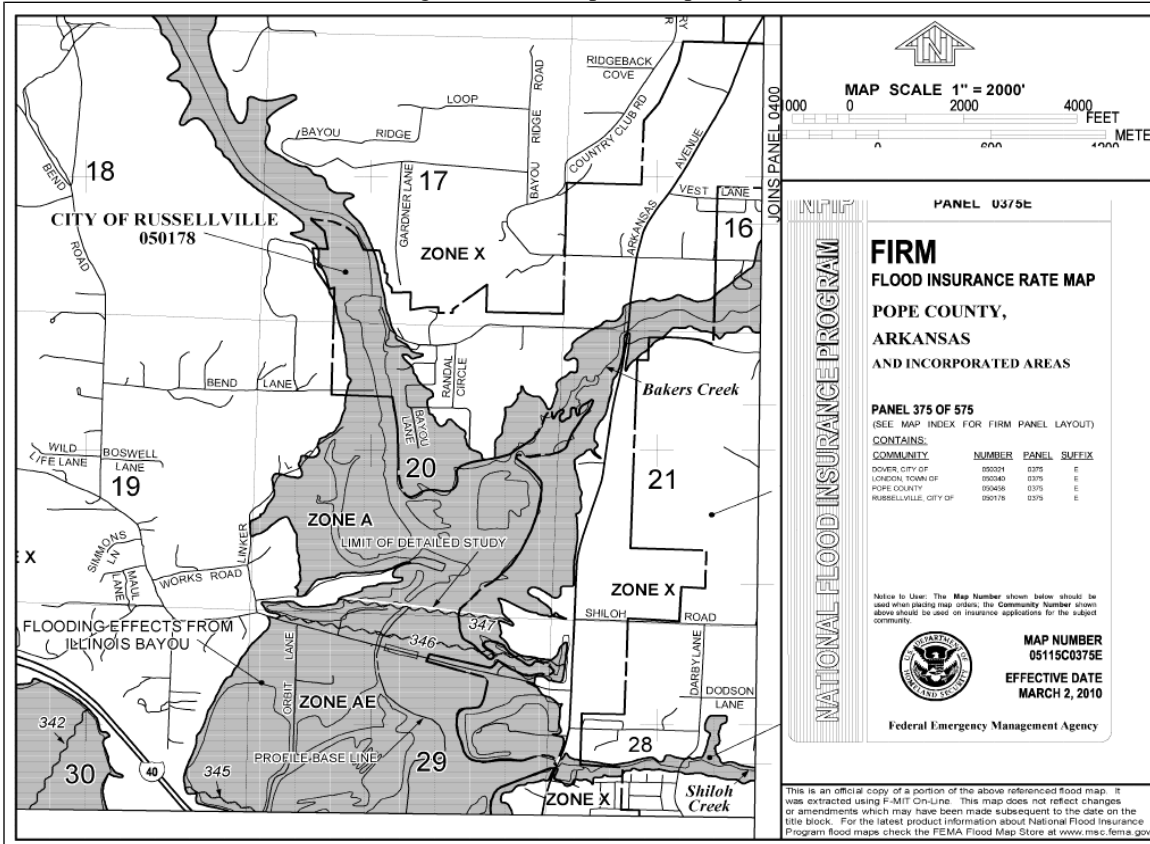 RIDGEBACK
COVE
LOOP
BAYOU RIDGE
BAYOU RIDGE ROAD
COUNTRY CLUB RD
ARKANSAS AVENUE
VEST LANE
JOINS PANEL 0400
18
17
16
GARDNER LANE
BEND
ROAD
CITY OF RUSSELLVILLE
050178
ZONE X
BEND LANE
RANDAL
CIRCLE
BAYOU
LANE
Bakers Creek
WILD
LIFE LANE
BOSWELL
LANE
19
20
21
ZONE A
LIMIT OF DETAILED STUDY
LINKER
E X
SIMMONS
LN
MAUL
LANE
WORKS ROAD
ZONE X
SHILOH ROAD
FLOODING EFFECTS FROM
ILLINOIS BAYOU
346
347
ORBIT LANE
ZONE AE
DARBY LANE
DODSON
LANE
342
30
40
345
PROFILE BASE LINE
29
28
ZONE X
Shiloh
Creek
N
MAP SCALE 1" = 2000'
000 0 2000 4000
FEET
METE
NFIP
PANEL 0375E
NATIONAL FLOOD INSURANCE PROGRAM
FIRM
FLOOD INSURANCE RATE MAP
POPE COUNTY,
ARKANSAS
AND INCORPORATED AREAS
PANEL 375 OF 575
(SEE MAP INDEX FOR FIRM PANEL LAYOUT)
CONTAINS:
COMMUNITY NUMBER PANEL SUFFIX
DOVER, CITY OF 050321 0375 E
LONDON, TOWN OF 050340 0375 E
POPE COUNTY 050458 0375 E
RUSSELLVILLE, CITY OF 050178 0375 E
Notice to User: The Map Number shown below should be
used when placing map orders; the Community Number shown
above should be used on insurance applications for the subject
community.
U.S. DEPARTMENT OF
HOMELAND SECURITY
MAP NUMBER
05115C0375E
EFFECTIVE DATE
MARCH 2, 2010
Federal Emergency Management Agency
This is an official copy of a portion of the above referenced flood map. It
was extracted using F-MIT On-Line. This map does not reflect changes
or amendments which may have been made subsequent to the date on the
title block. For the latest product information about National Flood Insurance
Program flood maps check the FEMA Flood Map Store at www.msc.fema.gov